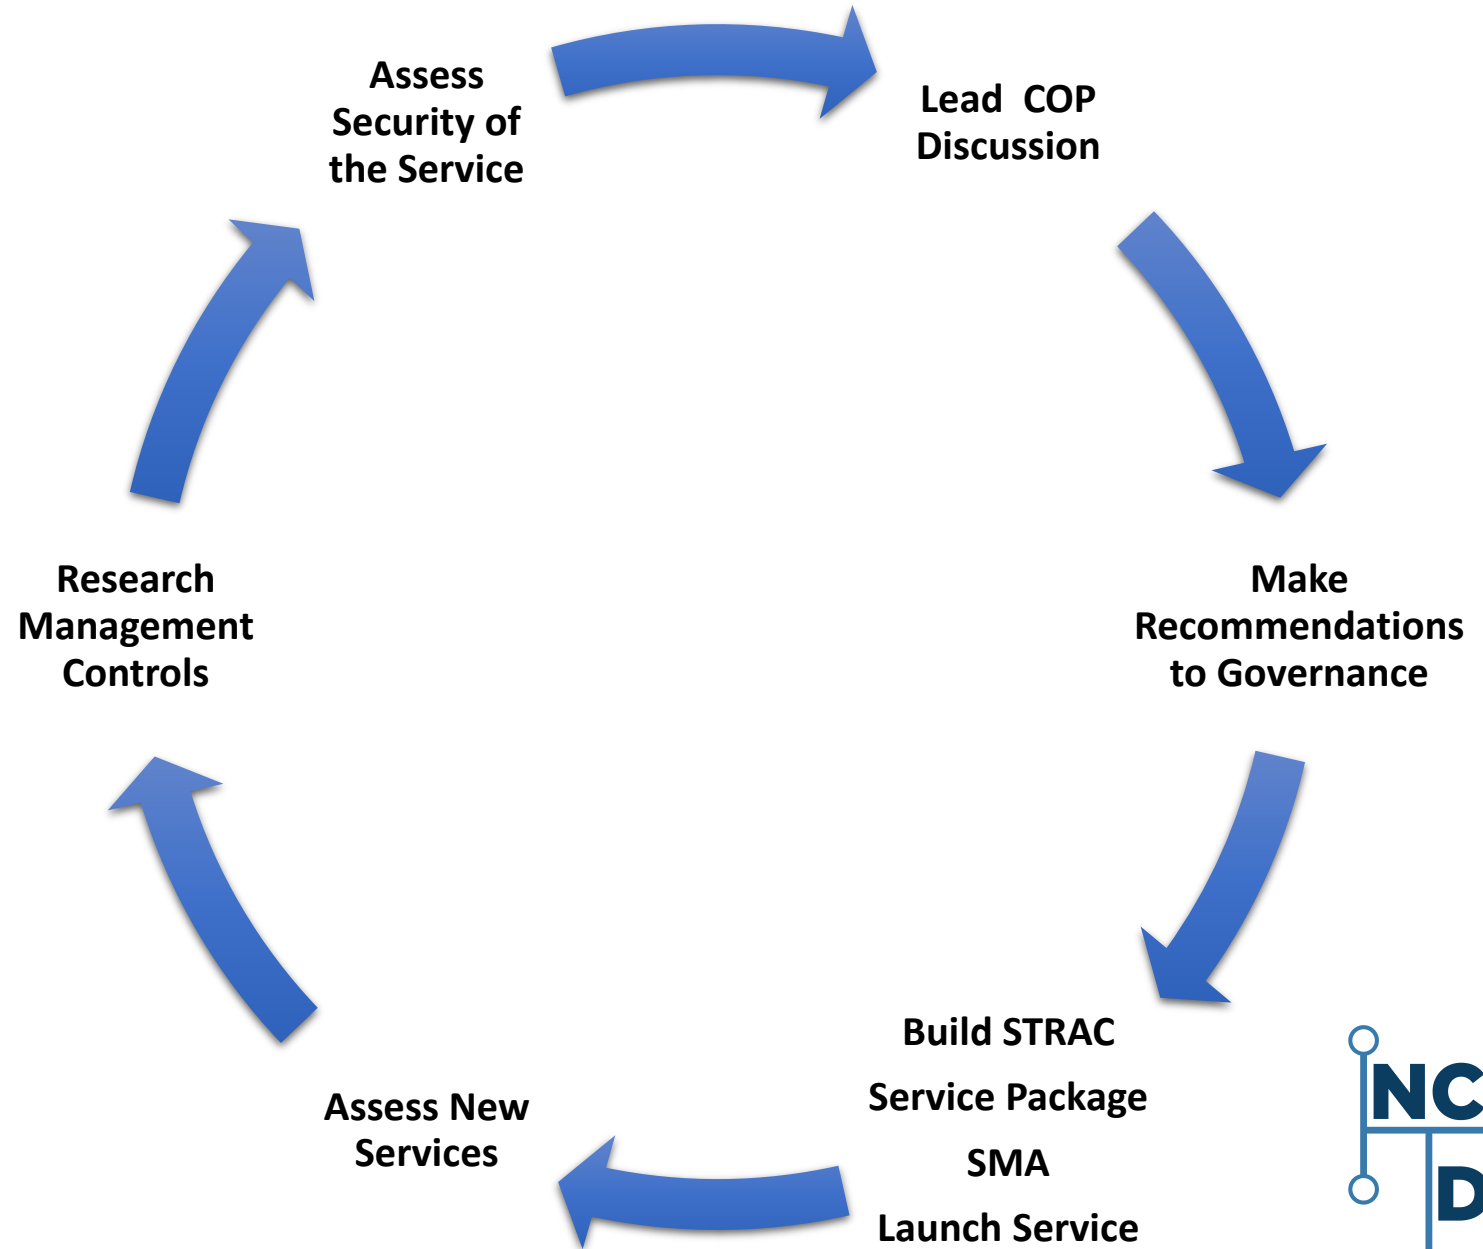 Assess
Security of
the Service
Lead COP
Discussion
Make
Recommendations
to Governance
Build STRAC
Service Package
SMA
Launch Service
Assess New
Services
Research
Management
Controls
NC
D